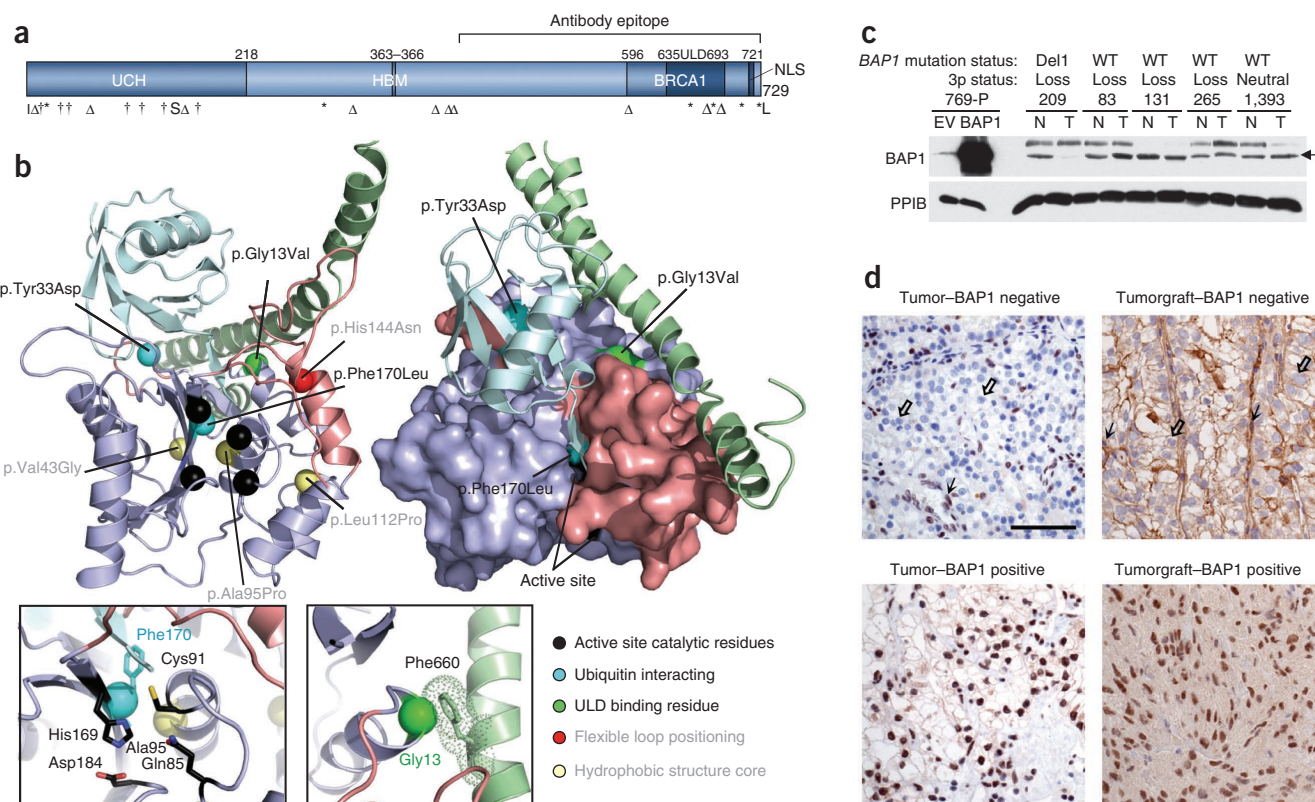 a
Antibody epitope
218 363–366 596 635 ULD 693 721
UCH HBM BRCA1 NLS
729
I Δ † * † † Δ † † † S Δ † * Δ Δ Δ Δ Δ * Δ * Δ * * L
b
p.Tyr33Asp
p.Gly13Val
p.His144Asn
p.Phe170Leu
p.Val43Gly
p.Leu112Pro
p.Ala95Pro
p.Tyr33Asp
p.Gly13Val
p.Phe170Leu
Active site
Phe170
Cys91
His169
Ala95
Asp184
Gln85
Phe660
Gly13
Active site catalytic residues
Ubiquitin interacting
ULD binding residue
Flexible loop positioning
Hydrophobic structure core
c
BAP1 mutation status: Del1 WT WT WT WT
3p status: Loss Loss Loss Loss Neutral
769-P 209 83 131 265 1,393
EV BAP1 N T N T N T N T N T
BAP1
PPIB
d
Tumor–BAP1 negative
Tumorgraft–BAP1 negative
Tumor–BAP1 positive
Tumorgraft–BAP1 positive